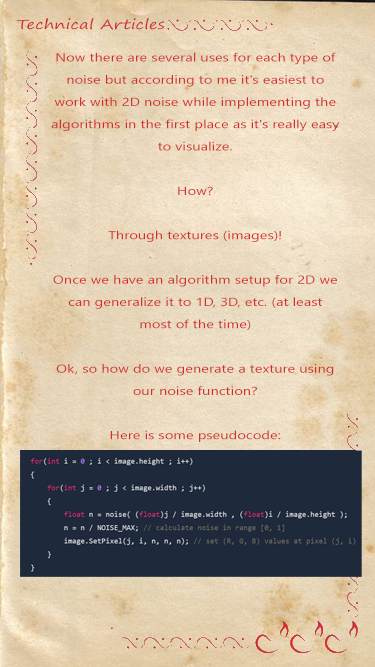 Technical Articles
Now there are several uses for each type of
noise but according to me it's easiest to
work with 2D noise while implementing the
algorithms in the first place as it's really easy
to visualize.
How?
Through textures (images)!
Once we have an algorithm setup for 2D we
can generalize it to 1D, 3D, etc. (at least
most of the time)
Ok, so how do we generate a texture using
our noise function?
Here is some pseudocode:
for(int i = 0 ; i < image.height ; i++)
{
    for(int j = 0 ; j < image.width ; j++)
    {
        float n = noise( (float)j / image.width , (float)i / image.height );
        n = n / NOISE_MAX; // calculate noise in range [0, 1]
        image.SetPixel(j, i, n, n, n); // set (R, G, B) values at pixel (j, i)
    }
}